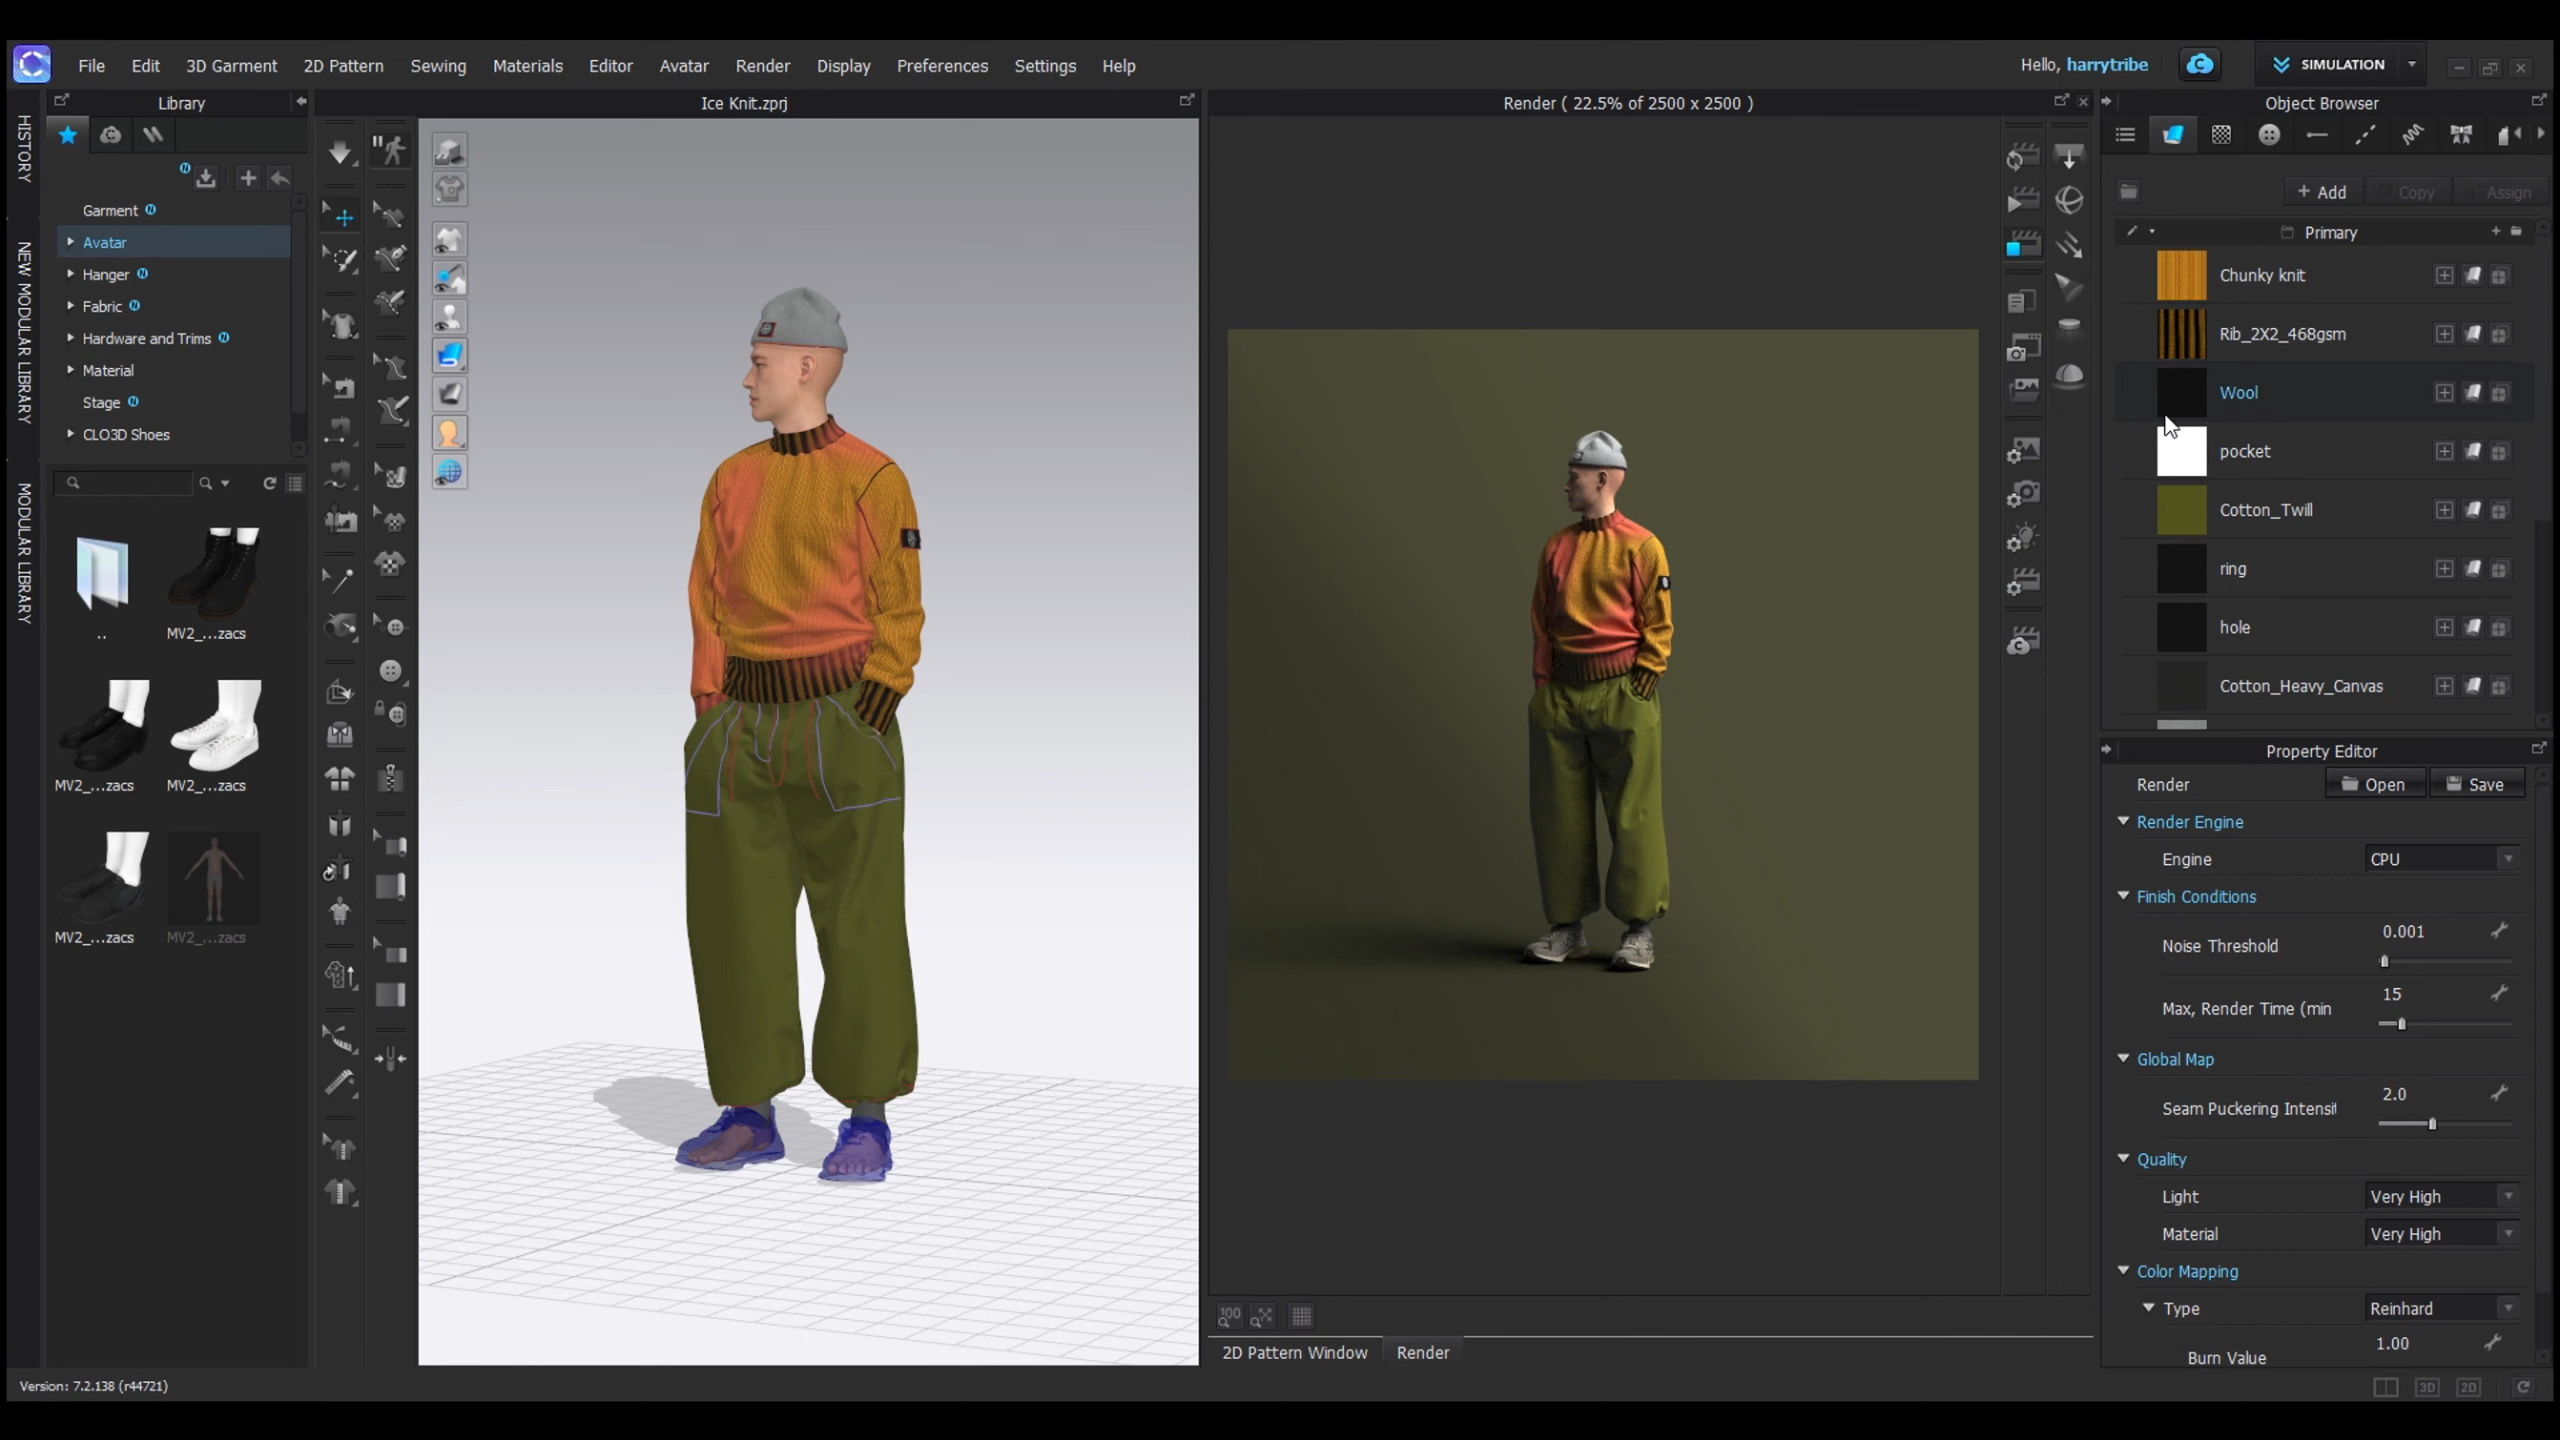 File Edit 3D Garment 2D Pattern Sewing Materials Editor Avatar Render Display Preferences Settings Help
Hello, harrytribe
SIMULATION
HISTORY
NEW MODULAR LIBRARY
MODULAR LIBRARY
Library
Garment N
Avatar
Hanger N
Fabric N
Hardware and Trims N
Material
Stage N
CLO3D Shoes
..
MV2_...zacs
MV2_...zacs
MV2_...zacs
MV2_...zacs
MV2_...zacs
Ice Knit.zprj
Render ( 22.5% of 2500 x 2500 )
100
2D Pattern Window
Render
Object Browser
+ Add
Copy
Assign
Primary
Chunky knit
Rib_2X2_468gsm
Wool
pocket
Cotton_Twill
ring
hole
Cotton_Heavy_Canvas
Property Editor
Render
Open
Save
Render Engine
Engine CPU
Finish Conditions
Noise Threshold 0.001
Max, Render Time (min 15
Global Map
Seam Puckering Intensit 2.0
Quality
Light Very High
Material Very High
Color Mapping
Type Reinhard
Burn Value 1.00
Version: 7.2.138 (r44721)
3D
2D